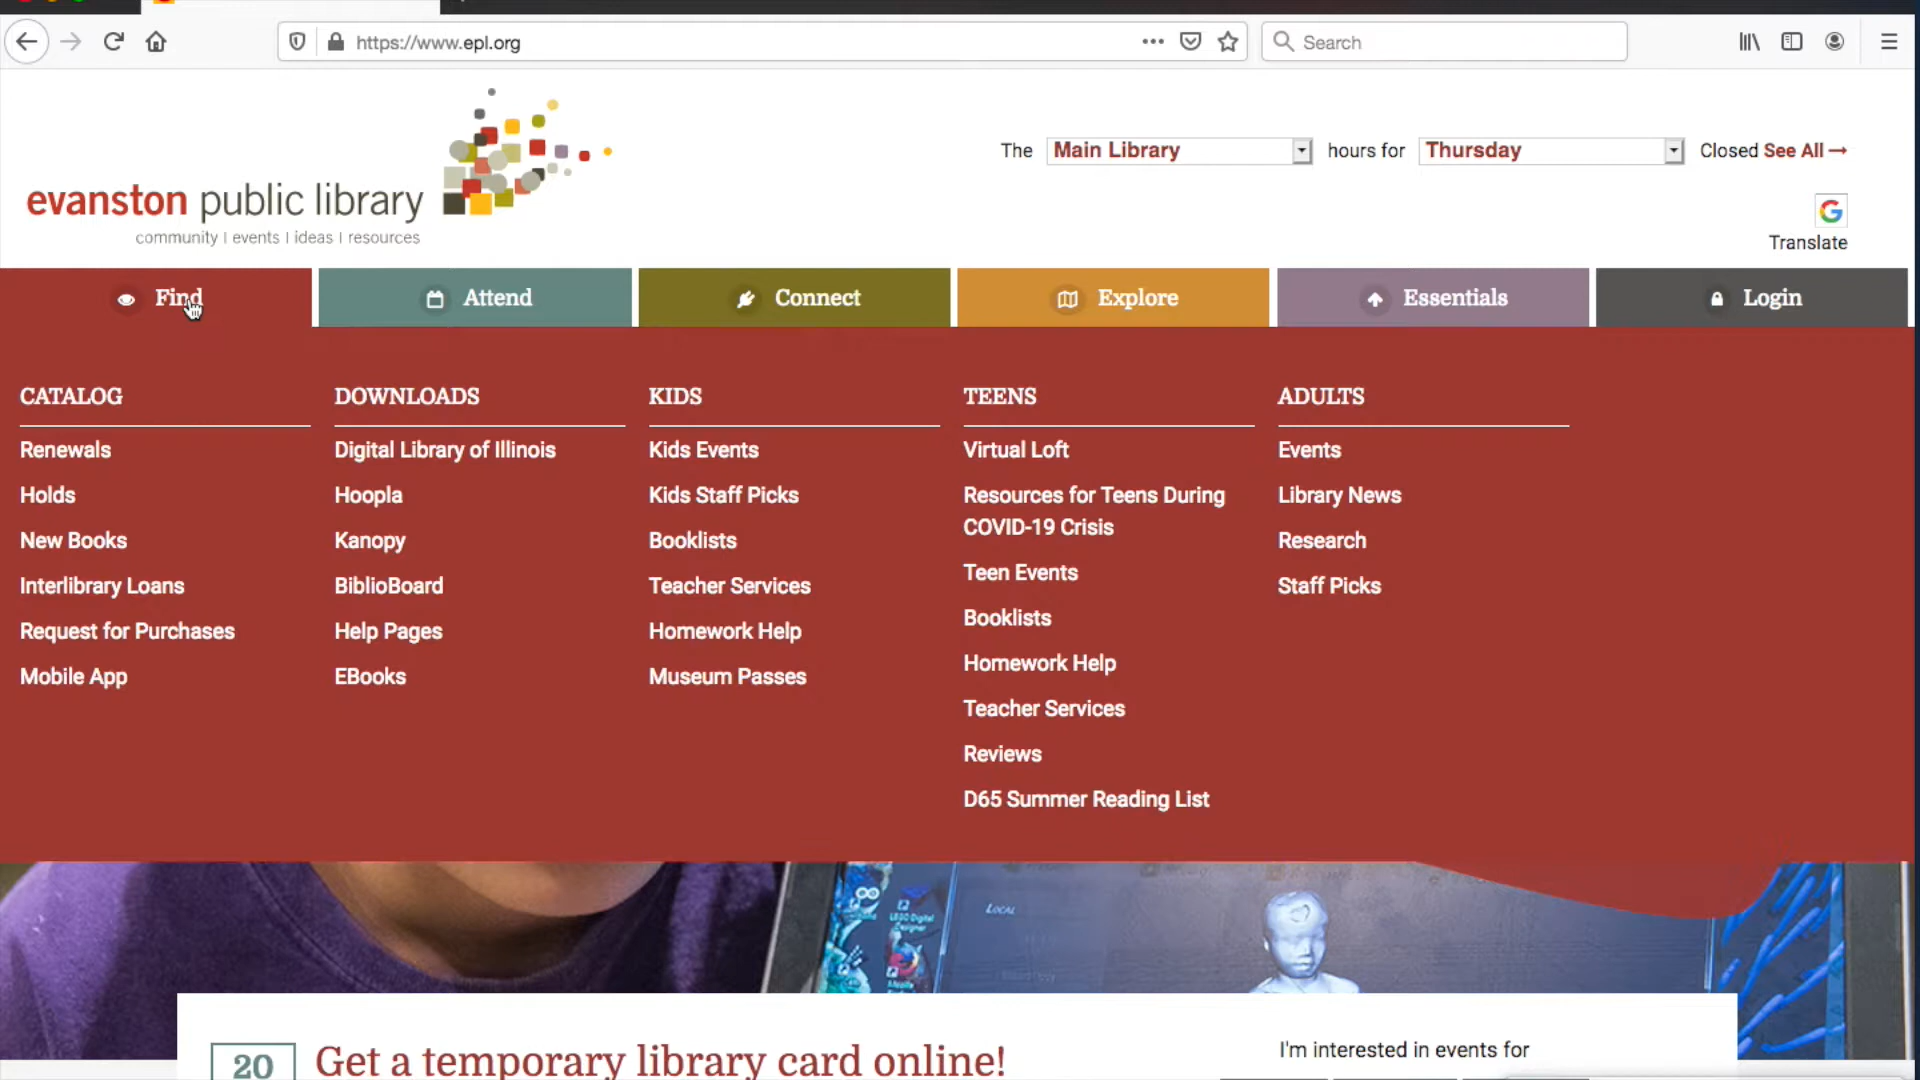 https://www.epl.org
Search
evanston public library
community | events | ideas | resources
The Main Library hours for Thursday Closed See All →
Translate
Find
Attend
Connect
Explore
Essentials
Login
CATALOG
Renewals
Holds
New Books
Interlibrary Loans
Request for Purchases
Mobile App
DOWNLOADS
Digital Library of Illinois
Hoopla
Kanopy
BiblioBoard
Help Pages
EBooks
KIDS
Kids Events
Kids Staff Picks
Booklists
Teacher Services
Homework Help
Museum Passes
TEENS
Virtual Loft
Resources for Teens During
COVID-19 Crisis
Teen Events
Booklists
Homework Help
Teacher Services
Reviews
D65 Summer Reading List
ADULTS
Events
Library News
Research
Staff Picks
LEGO Digital
Designer
LOCAL
20
Get a temporary library card online!
I'm interested in events for